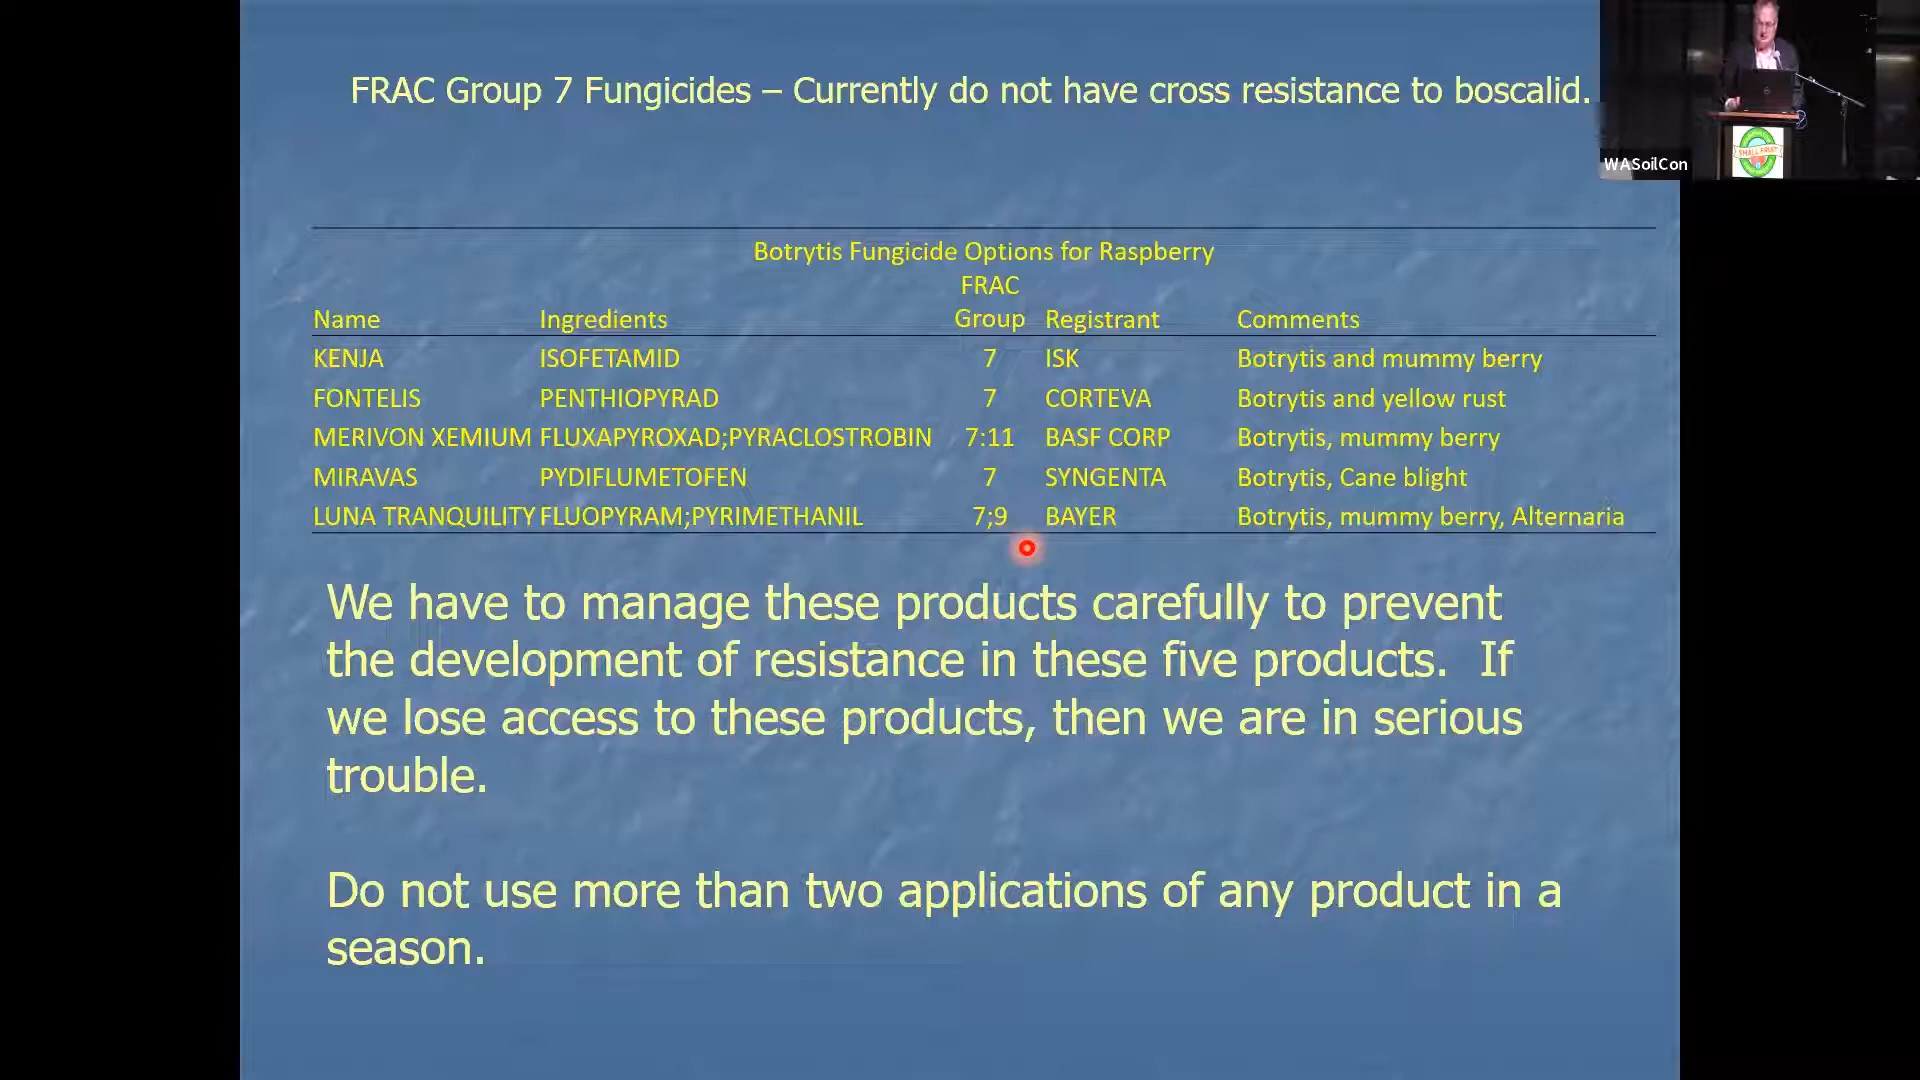 FRAC Group 7 Fungicides – Currently do not have cross resistance to boscalid.
WASoilCon
SMALL FRUIT
Botrytis Fungicide Options for Raspberry
Name Ingredients FRAC Group Registrant Comments
KENJA ISOFETAMID 7 ISK Botrytis and mummy berry
FONTELIS PENTHIOPYRAD 7 CORTEVA Botrytis and yellow rust
MERIVON XEMIUM FLUXAPYROXAD;PYRACLOSTROBIN 7:11 BASF CORP Botrytis, mummy berry
MIRAVAS PYDIFLUMETOFEN 7 SYNGENTA Botrytis, Cane blight
LUNA TRANQUILITY FLUOPYRAM;PYRIMETHANIL 7;9 BAYER Botrytis, mummy berry, Alternaria
We have to manage these products carefully to prevent
the development of resistance in these five products. If
we lose access to these products, then we are in serious
trouble.
Do not use more than two applications of any product in a
season.